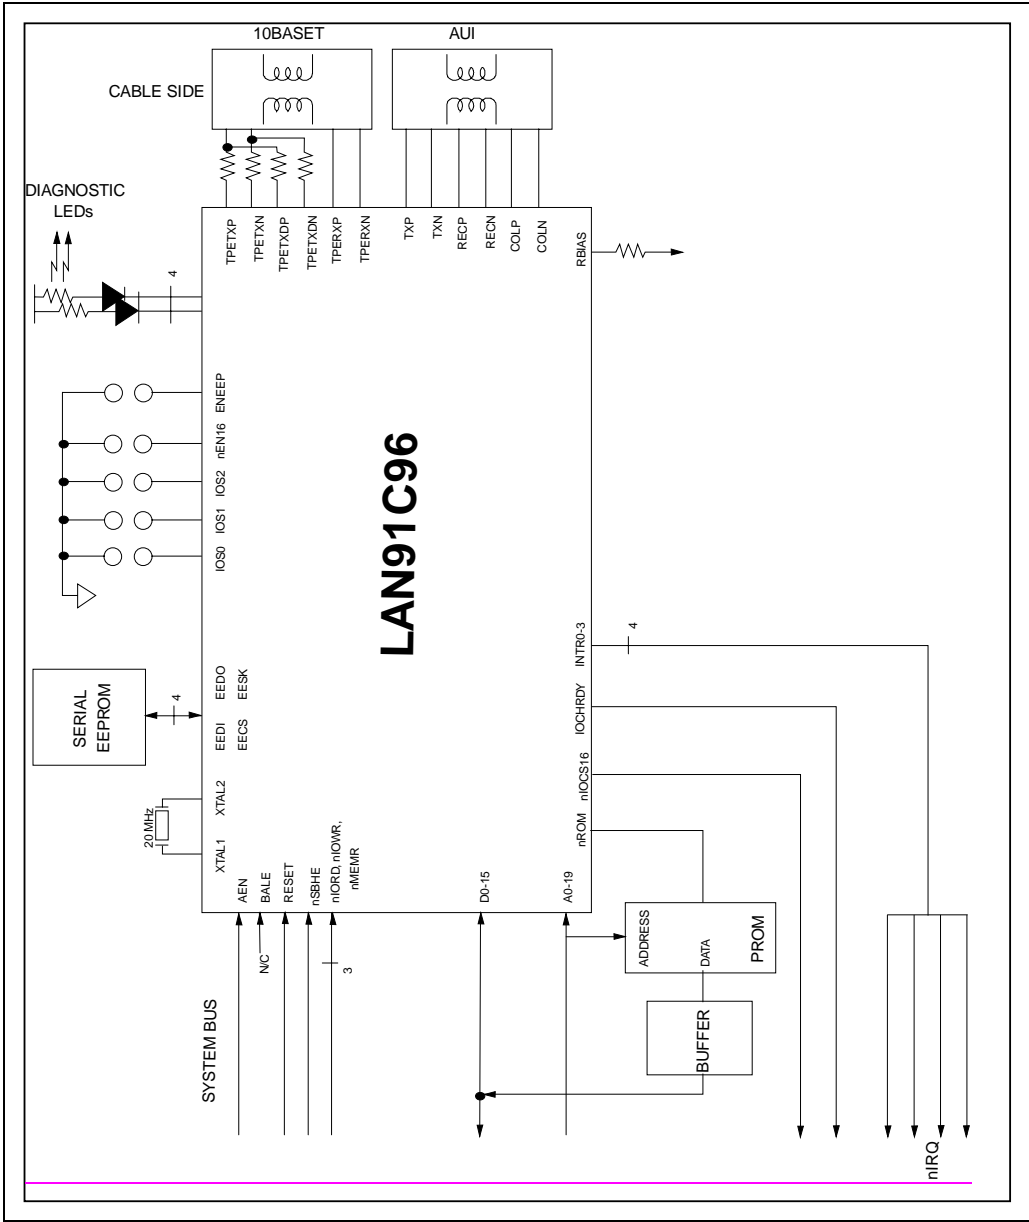 10BASET
AUI
CABLE SIDE
DIAGNOSTIC
LEDs
TPETXP
TPETXN
TPETXDP
TPETXDN
TPERXP
TPERXN
TXP
TXN
RECP
RECN
COLP
COLN
RBIAS
4
ENEEP
nEN16
IOS2
IOS1
IOS0
LAN91C96
SERIAL
EEPROM
4
EEDO
EESK
EEDI
EECS
INTR0-3
4
IOCHRDY
nIOCS16
nROM
XTAL2
20 MHz
XTAL1
AEN
BALE
RESET
nSBHE
nIORD, nIOWR,
nMEMR
D0-15
A0-19
N/C
3
ADDRESS
DATA
PROM
BUFFER
SYSTEM BUS
nIRQ